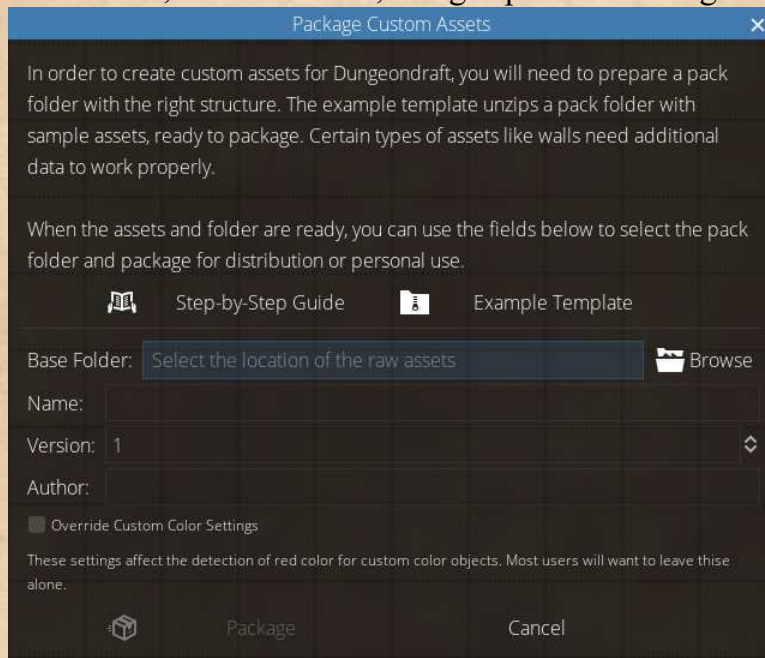 Package Custom Assets
In order to create custom assets for Dungeondraft, you will need to prepare a pack
folder with the right structure. The example template unzips a pack folder with
sample assets, ready to package. Certain types of assets like walls need additional
data to work properly.
When the assets and folder are ready, you can use the fields below to select the pack
folder and package for distribution or personal use.
Step-by-Step Guide Example Template
Base Folder: Select the location of the raw assets Browse
Name:
Version: 1
Author:
Override Custom Color Settings
These settings affect the detection of red color for custom color objects. Most users will want to leave thise
alone.
Package Cancel